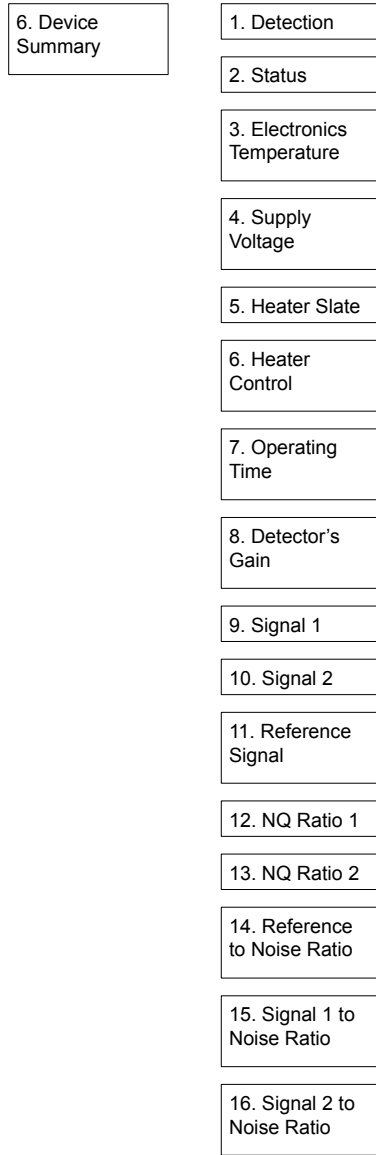 6. Device
Summary
1. Detection
2. Status
3. Electronics
Temperature
4. Supply
Voltage
5. Heater Slate
6. Heater
Control
7. Operating
Time
8. Detector’s
Gain
9. Signal 1
10. Signal 2
11. Reference
Signal
12. NQ Ratio 1
13. NQ Ratio 2
14. Reference
to Noise Ratio
15. Signal 1 to
Noise Ratio
16. Signal 2 to
Noise Ratio